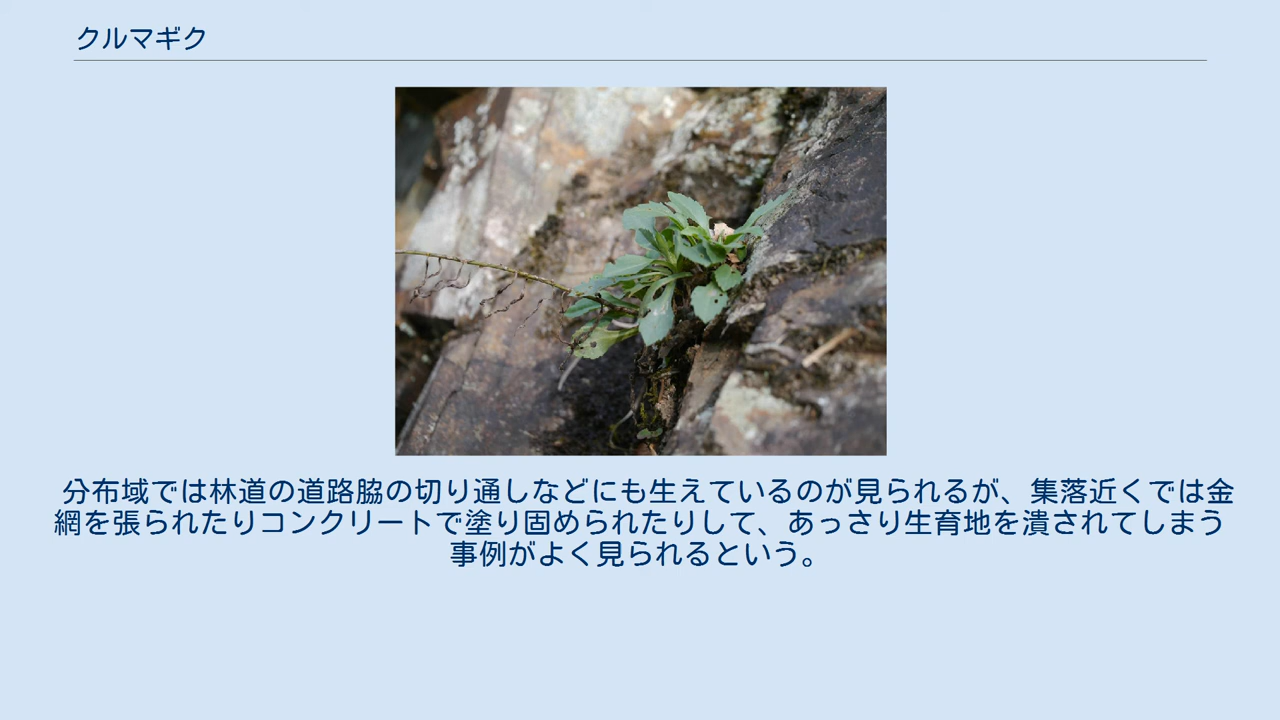 クルマギク
分布域では林道の道路脇の切り通しなどにも生えているのが見られるが、集落近くでは金
網を張られたりコンクリートで塗り固められたりして、あっさり生育地を潰されてしまう
事例がよく見られるという。